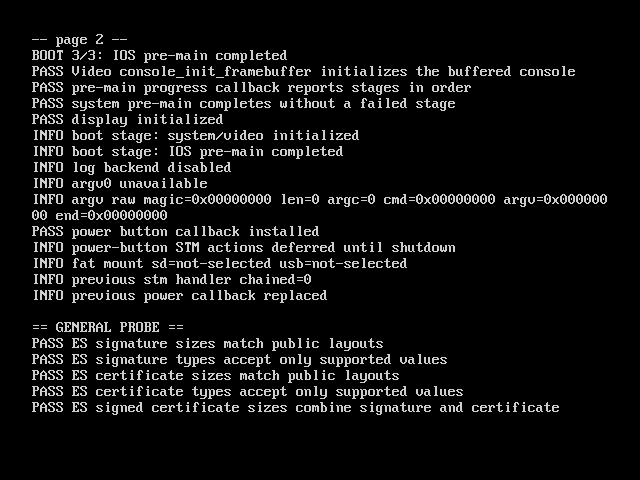 -- page 2 --
BOOT 3/3: IOS pre-main completed
PASS Video console_init_framebuffer initializes the buffered console
PASS pre-main progress callback reports stages in order
PASS system pre-main completes without a failed stage
PASS display initialized
INFO boot stage: system/video initialized
INFO boot stage: IOS pre-main completed
INFO log backend disabled
INFO argv0 unavailable
INFO argv raw magic=0x00000000 len=0 argc=0 cmd=0x00000000 argv=0x000000
00 end=0x00000000
PASS power button callback installed
INFO power-button STM actions deferred until shutdown
INFO fat mount sd=not-selected usb=not-selected
INFO previous stm handler chained=0
INFO previous power callback replaced
== GENERAL PROBE ==
PASS ES signature sizes match public layouts
PASS ES signature types accept only supported values
PASS ES certificate sizes match public layouts
PASS ES certificate types accept only supported values
PASS ES signed certificate sizes combine signature and certificate